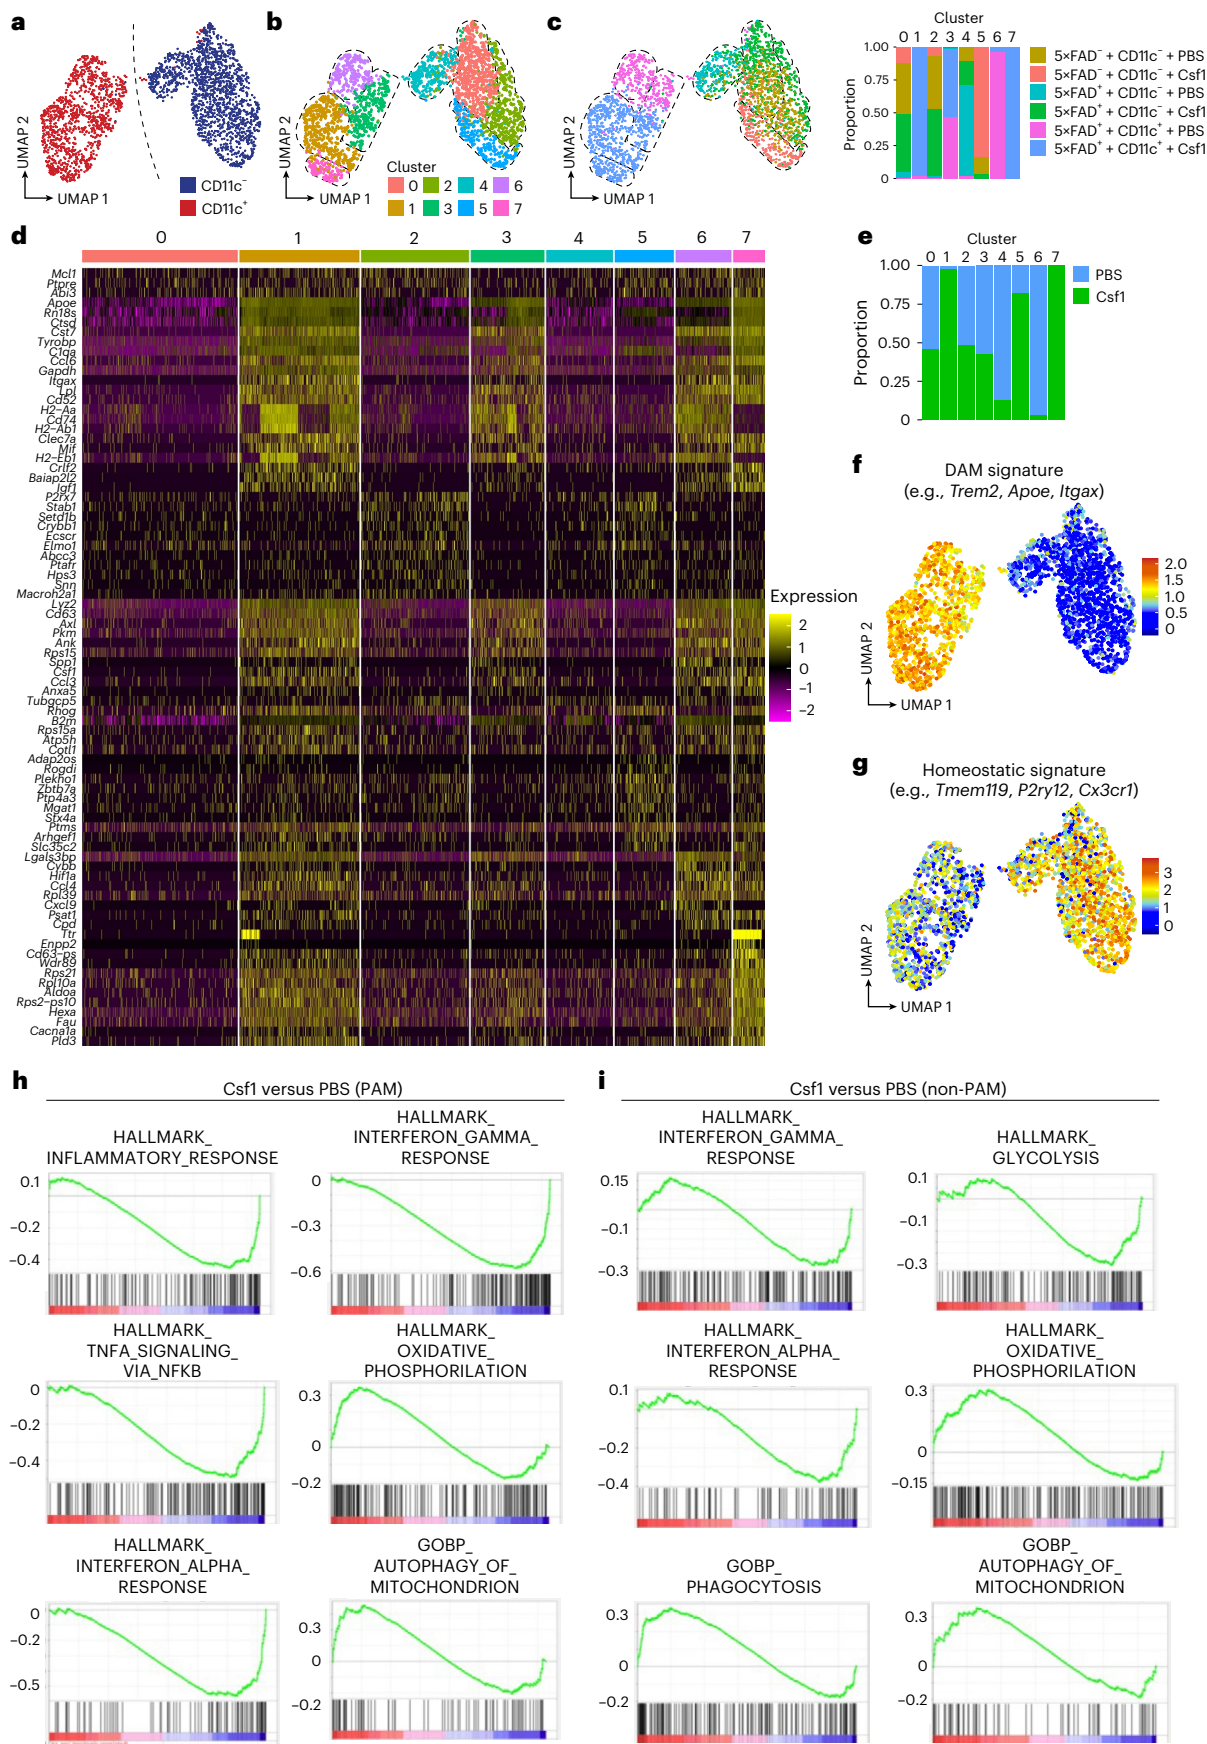 a
UMAP 2
UMAP 1
CD11c⁻
CD11c⁺
b
UMAP 2
UMAP 1
Cluster
0 2 4 6
1 3 5 7
c
UMAP 2
UMAP 1
Cluster
0 1 2 3 4 5 6 7
Proportion
1.00
0.75
0.50
0.25
0
5×FAD⁻ + CD11c⁻ + PBS
5×FAD⁻ + CD11c⁻ + Csf1
5×FAD⁺ + CD11c⁻ + PBS
5×FAD⁺ + CD11c⁻ + Csf1
5×FAD⁺ + CD11c⁺ + PBS
5×FAD⁺ + CD11c⁺ + Csf1
d
0 1 2 3 4 5 6 7
Mcl1
Ptpre
Abi3
Apoe
Rn18s
Ctsd
Cst7
Tyrobp
C1qa
Ccl6
Gapdh
Itgax
Lpl
Cd52
H2-Aa
Cd74
H2-Ab1
Clec7a
Mif
H2-Eb1
Crlf2
Baiap2l2
Igf1
P2rx7
Stab1
Setd1b
Crybb1
Ecscr
Elmo1
Abcc3
Ptafr
Hps3
Snn
Macroh2a1
Lyz2
Cd63
Axl
Pkm
Ank
Rps15
Spp1
Csf1
Ccl3
Anxa5
Tubgcp5
Rhog
B2m
Rps15a
Atp5h
Cotl1
Adap2os
Rogdi
Plekho1
Zbtb7a
Ptp4a3
Mgat1
Stx4a
Ptms
Arhgef1
Slc35c2
Lgals3bp
Cybb
Hif1a
Ccl4
Rpl39
Cxcl9
Psat1
Cpd
Ttr
Enpp2
Cd63-ps
Wdr89
Rps21
Rpl10a
Aldoa
Rps2-ps10
Hexa
Fau
Cacna1a
Pld3
Expression
2
1
0
−1
−2
e
Cluster
0 1 2 3 4 5 6 7
Proportion
1.00
0.75
0.50
0.25
0
PBS
Csf1
f
DAM signature
(e.g., Trem2, Apoe, Itgax)
2.0
1.5
1.0
0.5
0
UMAP 2
UMAP 1
g
Homeostatic signature
(e.g., Tmem119, P2ry12, Cx3cr1)
3
2
1
0
UMAP 2
UMAP 1
h
Csf1 versus PBS (PAM)
HALLMARK_
INFLAMMATORY_RESPONSE
0.1
−0.2
−0.4
HALLMARK_
INTERFERON_GAMMA_
RESPONSE
0
−0.3
−0.6
HALLMARK_
TNFA_SIGNALING_
VIA_NFKB
0
−0.2
−0.4
HALLMARK_
OXIDATIVE_
PHOSPHORILATION
0.3
0
−0.2
HALLMARK_
INTERFERON_ALPHA_
RESPONSE
0
−0.2
−0.5
GOBP_
AUTOPHAGY_OF_
MITOCHONDRION
0.3
0
−0.2
i
Csf1 versus PBS (non-PAM)
HALLMARK_
INTERFERON_GAMMA_
RESPONSE
0.15
−0.1
−0.3
HALLMARK_
GLYCOLYSIS
0.1
−0.1
−0.3
HALLMARK_
INTERFERON_ALPHA_
RESPONSE
0.1
−0.2
−0.4
HALLMARK_
OXIDATIVE_
PHOSPHORILATION
0.3
0
−0.15
GOBP_
PHAGOCYTOSIS
0.3
0
−0.2
GOBP_
AUTOPHAGY_OF_
MITOCHONDRION
0.3
0
−0.2